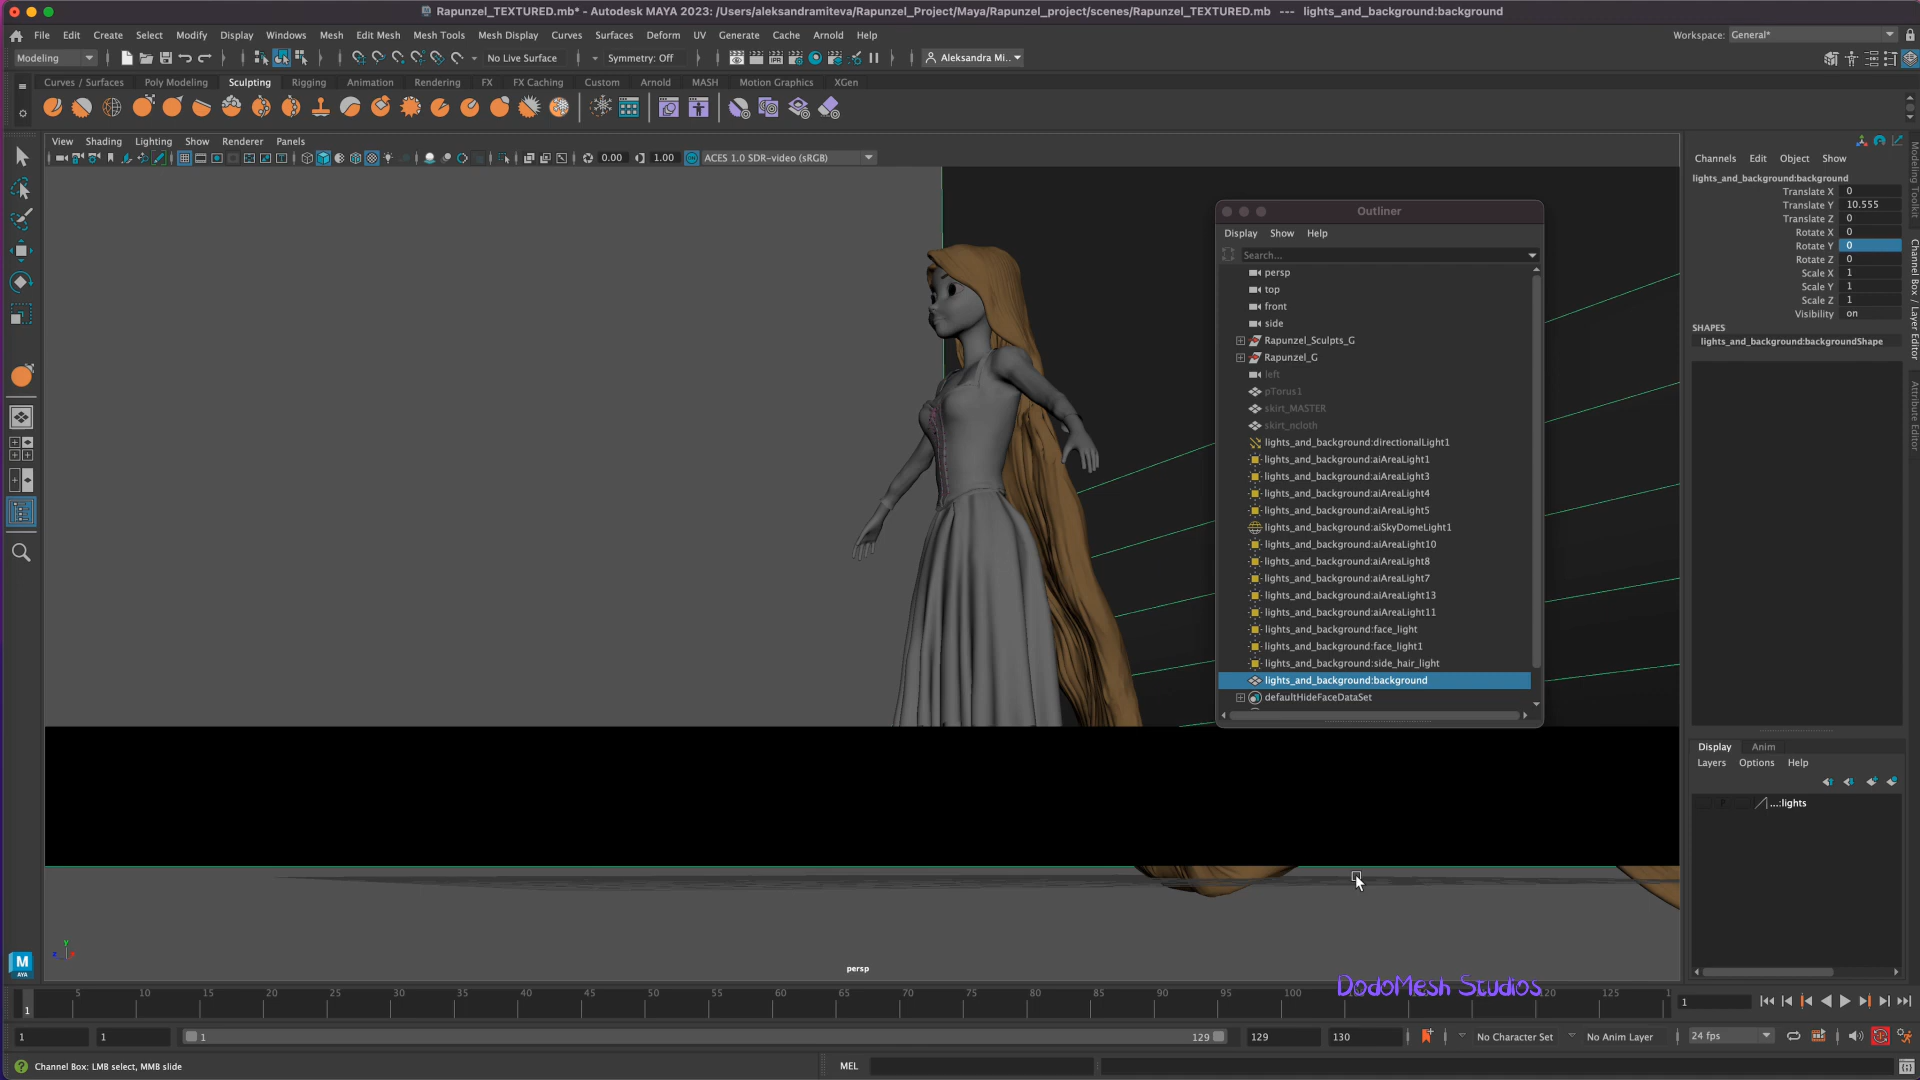 Rapunzel_TEXTURED.mb* - Autodesk MAYA 2023: /Users/aleksandramiteva/Rapunzel_Project/Maya/Rapunzel_project/scenes/Rapunzel_TEXTURED.mb --- lights_and_background:background
File Edit Create Select Modify Display Windows Mesh Edit Mesh Mesh Tools Mesh Display Curves Surfaces Deform UV Generate Cache Arnold Help
Workspace: General*
Modeling
No Live Surface
Symmetry: Off
Aleksandra Mi...
Curves / Surfaces Poly Modeling Sculpting Rigging Animation Rendering FX FX Caching Custom Arnold MASH Motion Graphics XGen
View Shading Lighting Show Renderer Panels
0.00
1.00
ACES 1.0 SDR-video (sRGB)
Outliner
Display Show Help
Search...
persp
top
front
side
Rapunzel_Sculpts_G
Rapunzel_G
left
pTorus1
skirt_MASTER
skirt_ncloth
lights_and_background:directionalLight1
lights_and_background:aiAreaLight1
lights_and_background:aiAreaLight3
lights_and_background:aiAreaLight4
lights_and_background:aiAreaLight5
lights_and_background:aiSkyDomeLight1
lights_and_background:aiAreaLight10
lights_and_background:aiAreaLight8
lights_and_background:aiAreaLight7
lights_and_background:aiAreaLight13
lights_and_background:aiAreaLight11
lights_and_background:face_light
lights_and_background:face_light1
lights_and_background:side_hair_light
lights_and_background:background
defaultHideFaceDataSet
Channels Edit Object Show
lights_and_background:background
Translate X 0
Translate Y 10.555
Translate Z 0
Rotate X 0
Rotate Y 0
Rotate Z 0
Scale X 1
Scale Y 1
Scale Z 1
Visibility on
SHAPES
lights_and_background:backgroundShape
Modeling Toolkit
Channel Box / Layer Editor
Attribute Editor
Display Anim
Layers Options Help
...:lights
persp
DodoMesh Studios
5 10 15 20 25 30 35 40 45 50 55 60 65 70 75 80 85 90 95 100 120 125
1
1
1
1
1
129
129
130
No Character Set
No Anim Layer
24 fps
Channel Box: LMB select, MMB slide
MEL